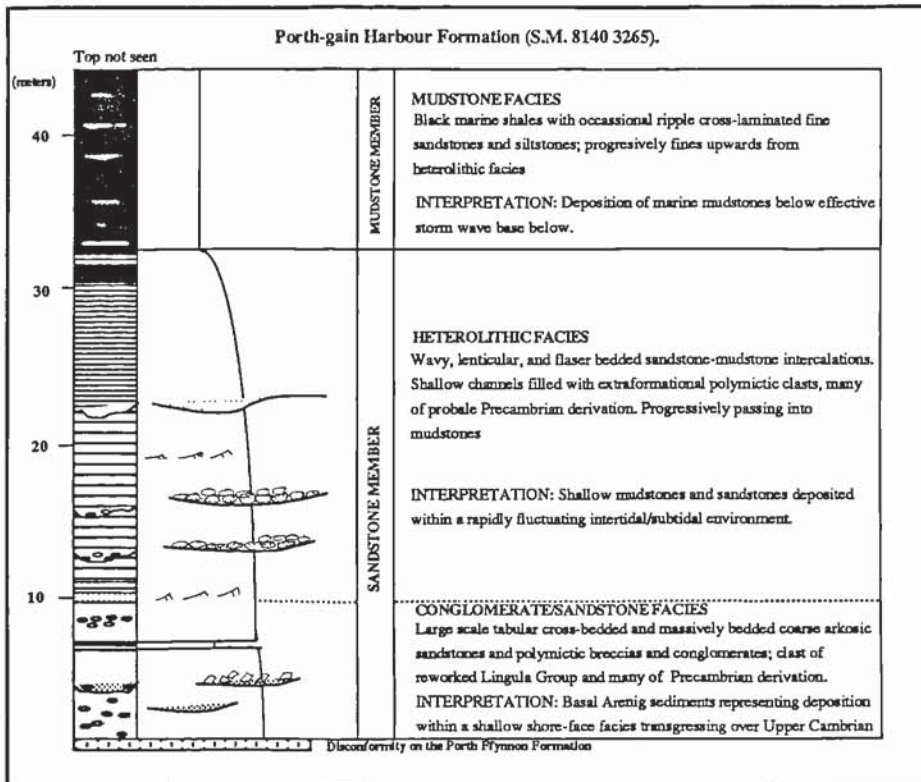 Porth-gain Harbour Formation (S.M. 8140 3265).
Top not seen
(meters)
40
30
20
10
MUDSTONE MEMBER
SANDSTONE MEMBER
MUDSTONE FACIES
Black marine shales with occassional ripple cross-laminated fine
sandstones and siltstones; progresively fines upwards from
heterolithic facies
INTERPRETATION: Deposition of marine mudstones below effective
storm wave base below.
HETEROLITHIC FACIES
Wavy, lenticular, and flaser bedded sandstone-mudstone intercalations.
Shallow channels filled with extraformational polymictic clasts, many
of probale Precambrian derivation. Progressively passing into
mudstones
INTERPRETATION: Shallow mudstones and sandstones deposited
within a rapidly fluctuating intertidal/subtidal environment.
CONGLOMERATE/SANDSTONE FACIES
Large scale tabular cross-bedded and massively bedded coarse arkosic
sandstones and polymictic breccias and conglomerates; clast of
reworked Lingula Group and many of Precambrian derivation.
INTERPRETATION: Basal Arenig sediments representing deposition
within a shallow shore-face facies transgressing over Upper Cambrian
Disconformity on the Porth Ffynnon Formation